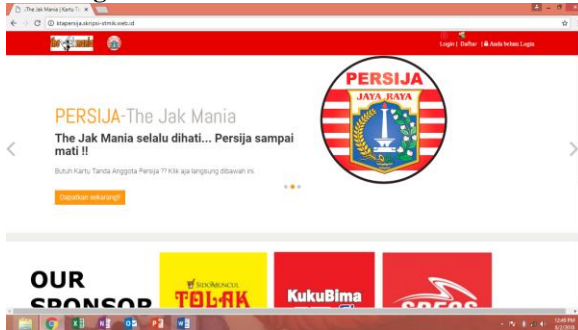 The Jak Mania | Kartu T
ktapersija.skripsi-stmik.web.id
Login | Daftar | Anda belum Login
PERSIJA-The Jak Mania
The Jak Mania selalu dihati... Persija sampai
mati !!
Butuh Kartu Tanda Anggota Persija ?? Klik aja langsung dibawah ini.
Dapatkan sekarang!!
PERSIJA
JAYA RAYA
OUR
SPONSOR
SIDOMUNCUL
TOLAK
KukuBima
SPECS
12:49 PM